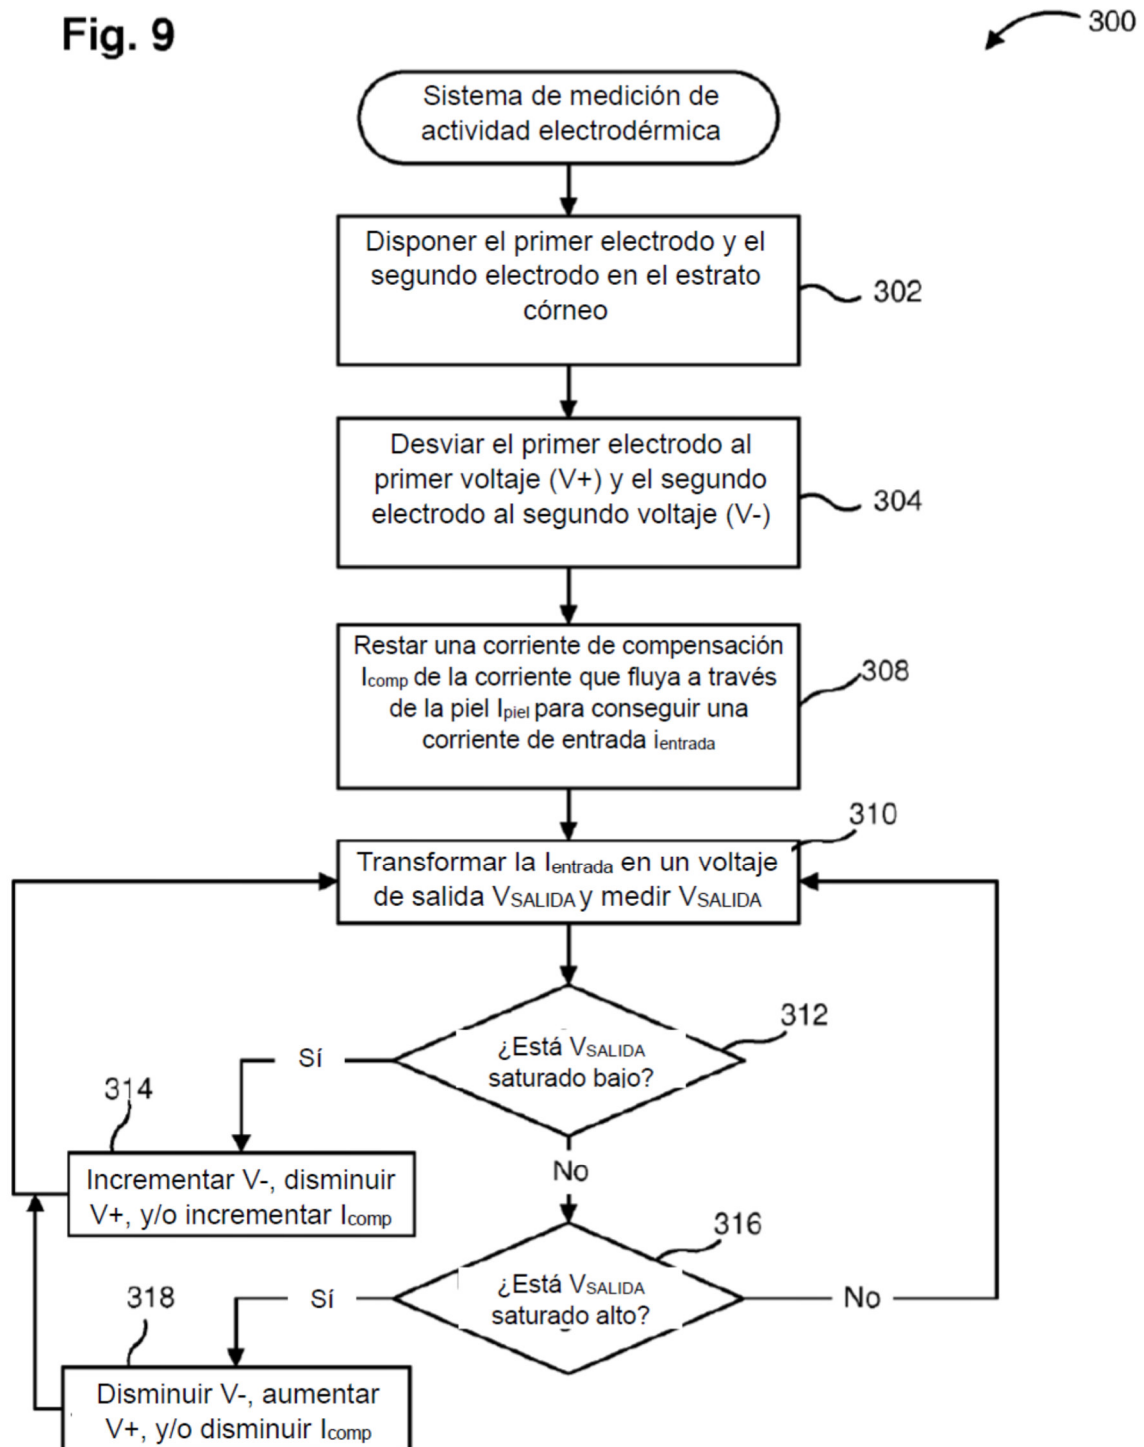 Fig. 9
300
Sistema de medición de
actividad electrodérmica
Disponer el primer electrodo y el
segundo electrodo en el estrato
córneo
302
Desviar el primer electrodo al
primer voltaje (V+) y el segundo
electrodo al segundo voltaje (V-)
304
Restar una corriente de compensación
Icomp de la corriente que fluya a través
de la piel Ipiel para conseguir una
corriente de entrada ientrada
308
310
Transformar la Ientrada en un voltaje
de salida VSALIDA y medir VSALIDA
312
¿Está VSALIDA
saturado bajo?
Sí
314
Incrementar V-, disminuir
V+, y/o incrementar Icomp
No
316
¿Está VSALIDA
saturado alto?
No
Sí
318
Disminuir V-, aumentar
V+, y/o disminuir Icomp